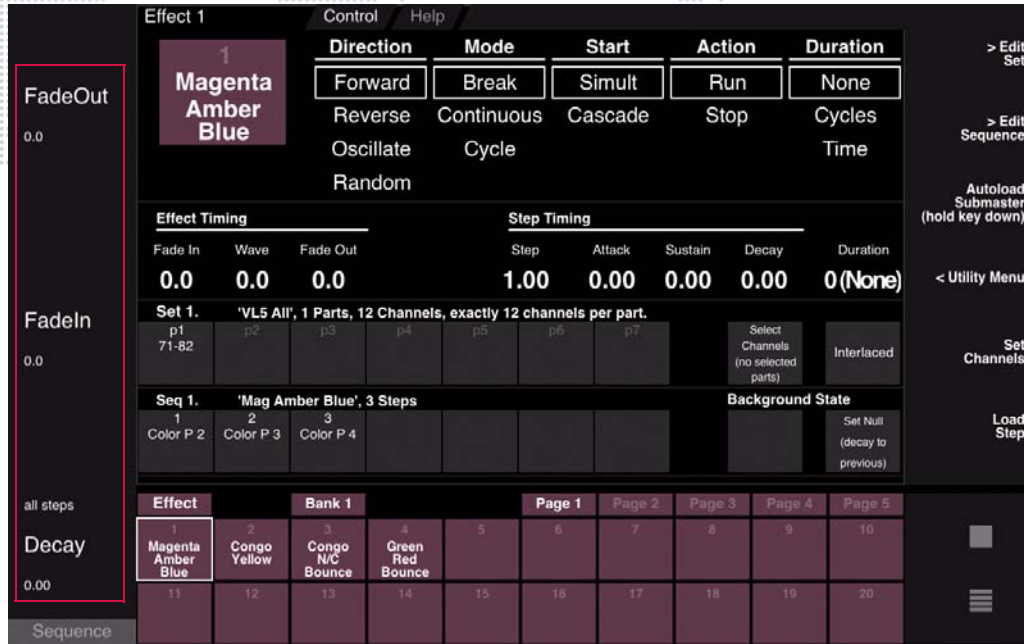 Effect 1
Control Help
1
Magenta
Amber
Blue
Direction Mode Start Action Duration
Forward Break Simult Run None
Reverse Continuous Cascade Stop Cycles
Oscillate Cycle Time
Random
Effect Timing Step Timing
Fade In Wave Fade Out Step Attack Sustain Decay Duration
0.0 0.0 0.0 1.00 0.00 0.00 0.00 0 (None)
Set 1. 'VL5 All', 1 Parts, 12 Channels, exactly 12 channels per part.
p1 p2 p3 p4 p5 p6 p7
71-82
Select
Channels
(no selected
parts)
Interlaced
Seq 1. 'Mag Amber Blue', 3 Steps Background State
1 2 3
Color P 2 Color P 3 Color P 4
Set Null
(decay to
previous)
Effect Bank 1 Page 1 Page 2 Page 3 Page 4 Page 5
1 2 3 4 5 6 7 8 9 10
Magenta
Amber
Blue
Congo
Yellow
Congo
N/C
Bounce
Green
Red
Bounce
11 12 13 14 15 16 17 18 19 20
FadeOut
0.0
FadeIn
0.0
all steps
Decay
0.00
Sequence
> Edit
Set
> Edit
Sequence
Autoload
Submaster
(hold key down)
< Utility Menu
Set
Channels
Load
Step